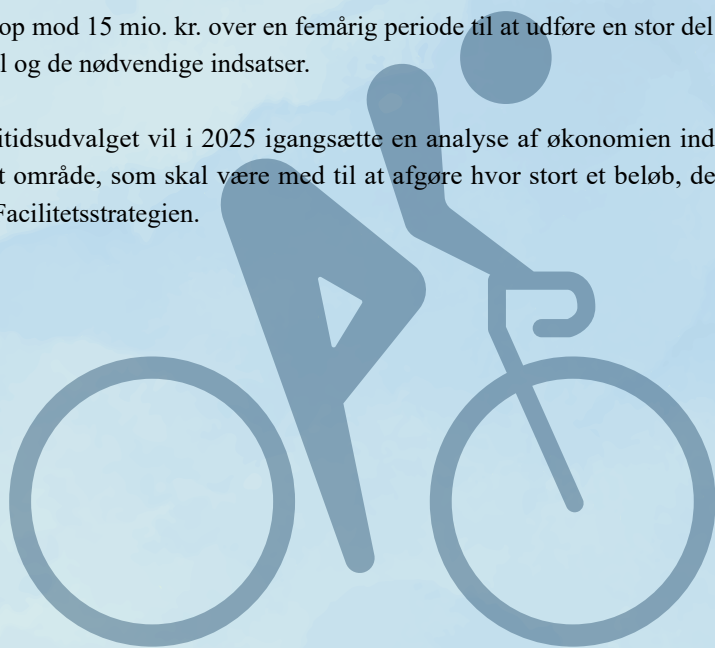 op mod 15 mio. kr. over en femårig periode til at udføre en stor del
l og de nødvendige indsatser.
itidsudvalget vil i 2025 igangsætte en analyse af økonomien ind
t område, som skal være med til at afgøre hvor stort et beløb, de
Facilitetsstrategien.